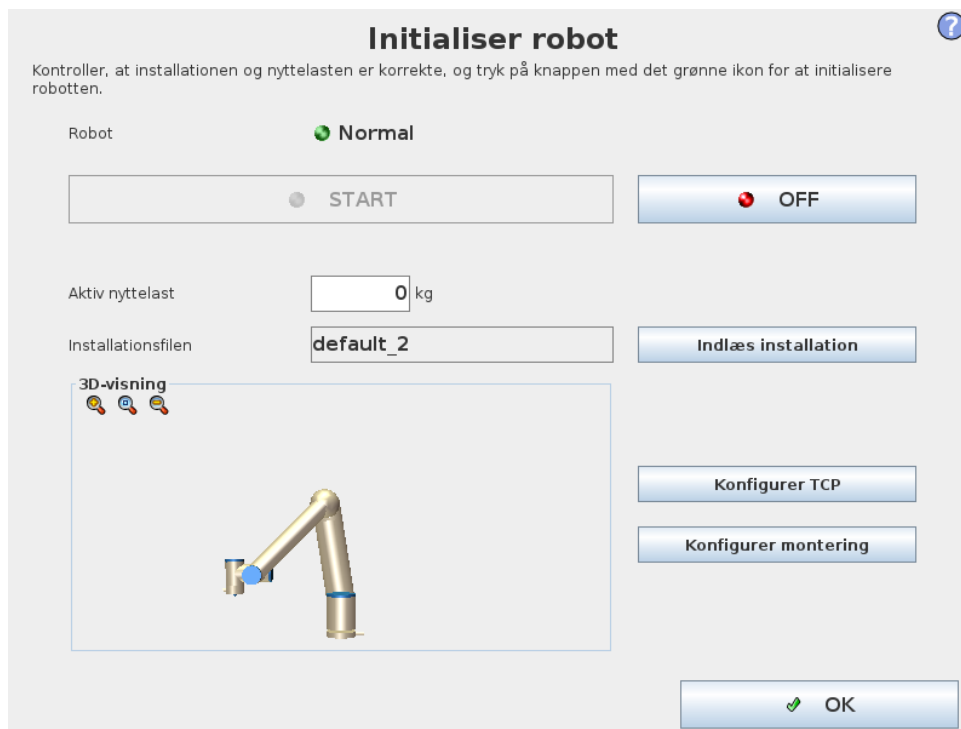 Initialiser robot
?
Kontroller, at installationen og nyttelasten er korrekte, og tryk på knappen med det grønne ikon for at initialisere
robotten.
Robot
Normal
START
OFF
Aktiv nyttelast
0 kg
Installationsfilen
default_2
Indlæs installation
3D-visning
Konfigurer TCP
Konfigurer montering
OK